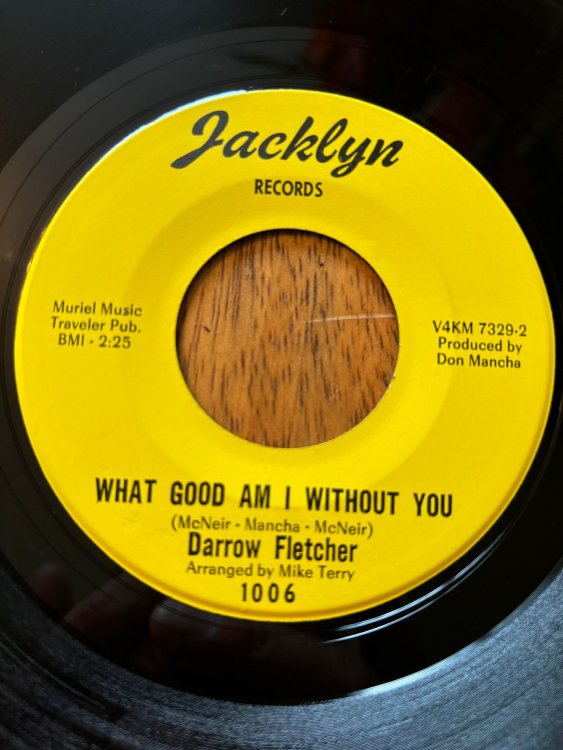 Jacklyn
RECORDS
Muriel Music
Traveler Pub.
BMI - 2:25
V4KM 7329-2
Produced by
Don Mancha
WHAT GOOD AM I WITHOUT YOU
(McNeir - Mancha - McNeir)
Darrow Fletcher
Arranged by Mike Terry
1006